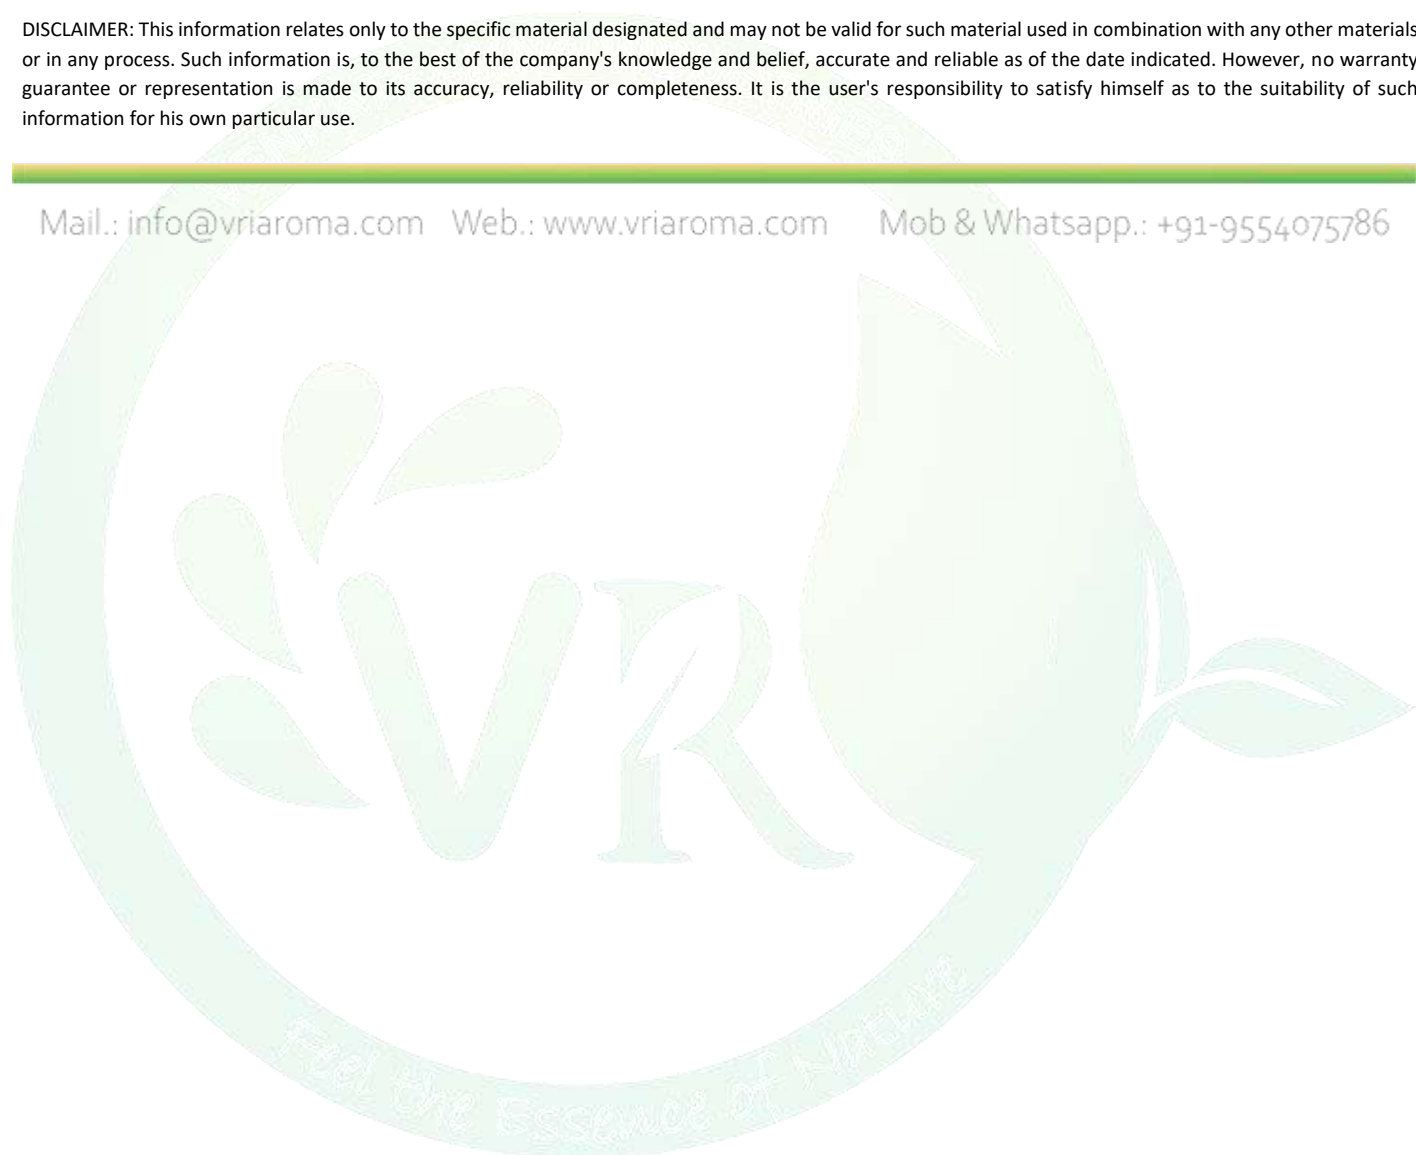 DISCLAIMER: This information relates only to the specific material designated and may not be valid for such material used in combination with any other materials
or in any process. Such information is, to the best of the company's knowledge and belief, accurate and reliable as of the date indicated. However, no warranty
guarantee or representation is made to its accuracy, reliability or completeness. It is the user's responsibility to satisfy himself as to the suitability of such
information for his own particular use.
Mail.: info@vriaroma.com Web.: www.vriaroma.com Mob & Whatsapp.: +91-9554075786
VR
Feel the Essence of Nature